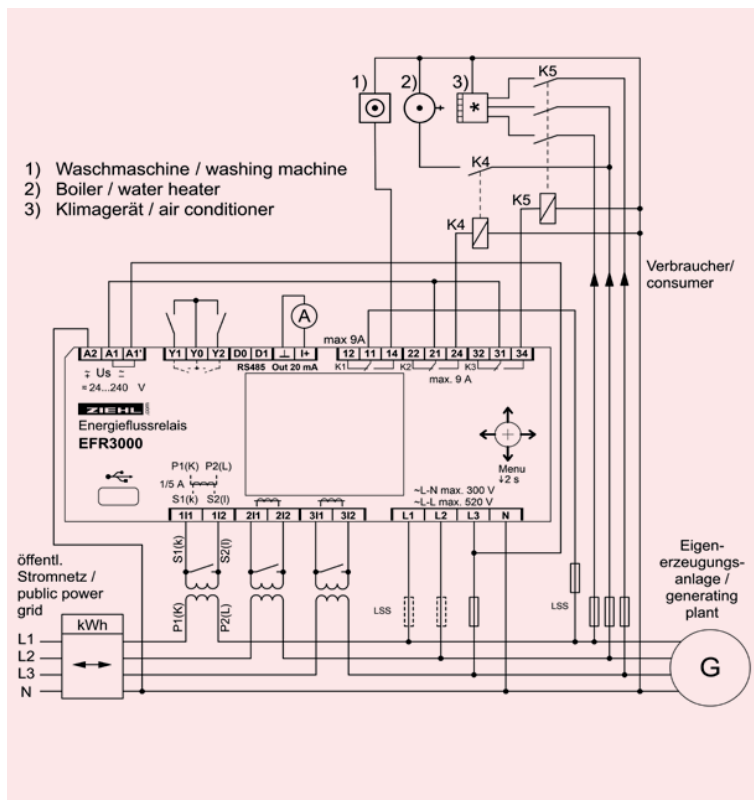 1) 2) 3) K5
1) Waschmaschine / washing machine
2) Boiler / water heater
3) Klimagerät / air conditioner
K4
K4
K5
Verbraucher/
consumer
A
max 9A
A2 A1 A1' Y1 Y0 Y2 D0 D1 ⊥ I+ 12 11 14 22 21 24 32 31 34
RS485 Out 20 mA K1 K2 K3
max. 9 A
Us
≂ 24...240 V
ZIEHL
Energieflussrelais
EFR3000
Menu
↓2 s
P1(K) P2(L)
1/5 A
S1(k) S2(l)
~L-N max. 300 V
~L-L max. 520 V
1I1 1I2 2I1 2I2 3I1 3I2 L1 L2 L3 N
S1(k) S2(l)
P1(K) P2(L)
LSS
LSS
öffentl.
Stromnetz /
public power
grid
Eigen-
erzeugungs-
anlage /
generating
plant
kWh
L1
L2
L3
N
G